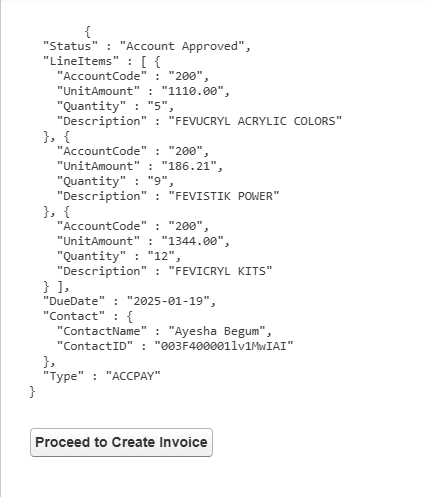 {
"Status" : "Account Approved",
"LineItems" : [ {
"AccountCode" : "200",
"UnitAmount" : "1110.00",
"Quantity" : "5",
"Description" : "FEVUCRYL ACRYLIC COLORS"
}, {
"AccountCode" : "200",
"UnitAmount" : "186.21",
"Quantity" : "9",
"Description" : "FEVISTIK POWER"
}, {
"AccountCode" : "200",
"UnitAmount" : "1344.00",
"Quantity" : "12",
"Description" : "FEVICRYL KITS"
} ],
"DueDate" : "2025-01-19",
"Contact" : {
"ContactName" : "Ayesha Begum",
"ContactID" : "003F400001lv1MwIAI"
},
"Type" : "ACCPAY"
}
Proceed to Create Invoice